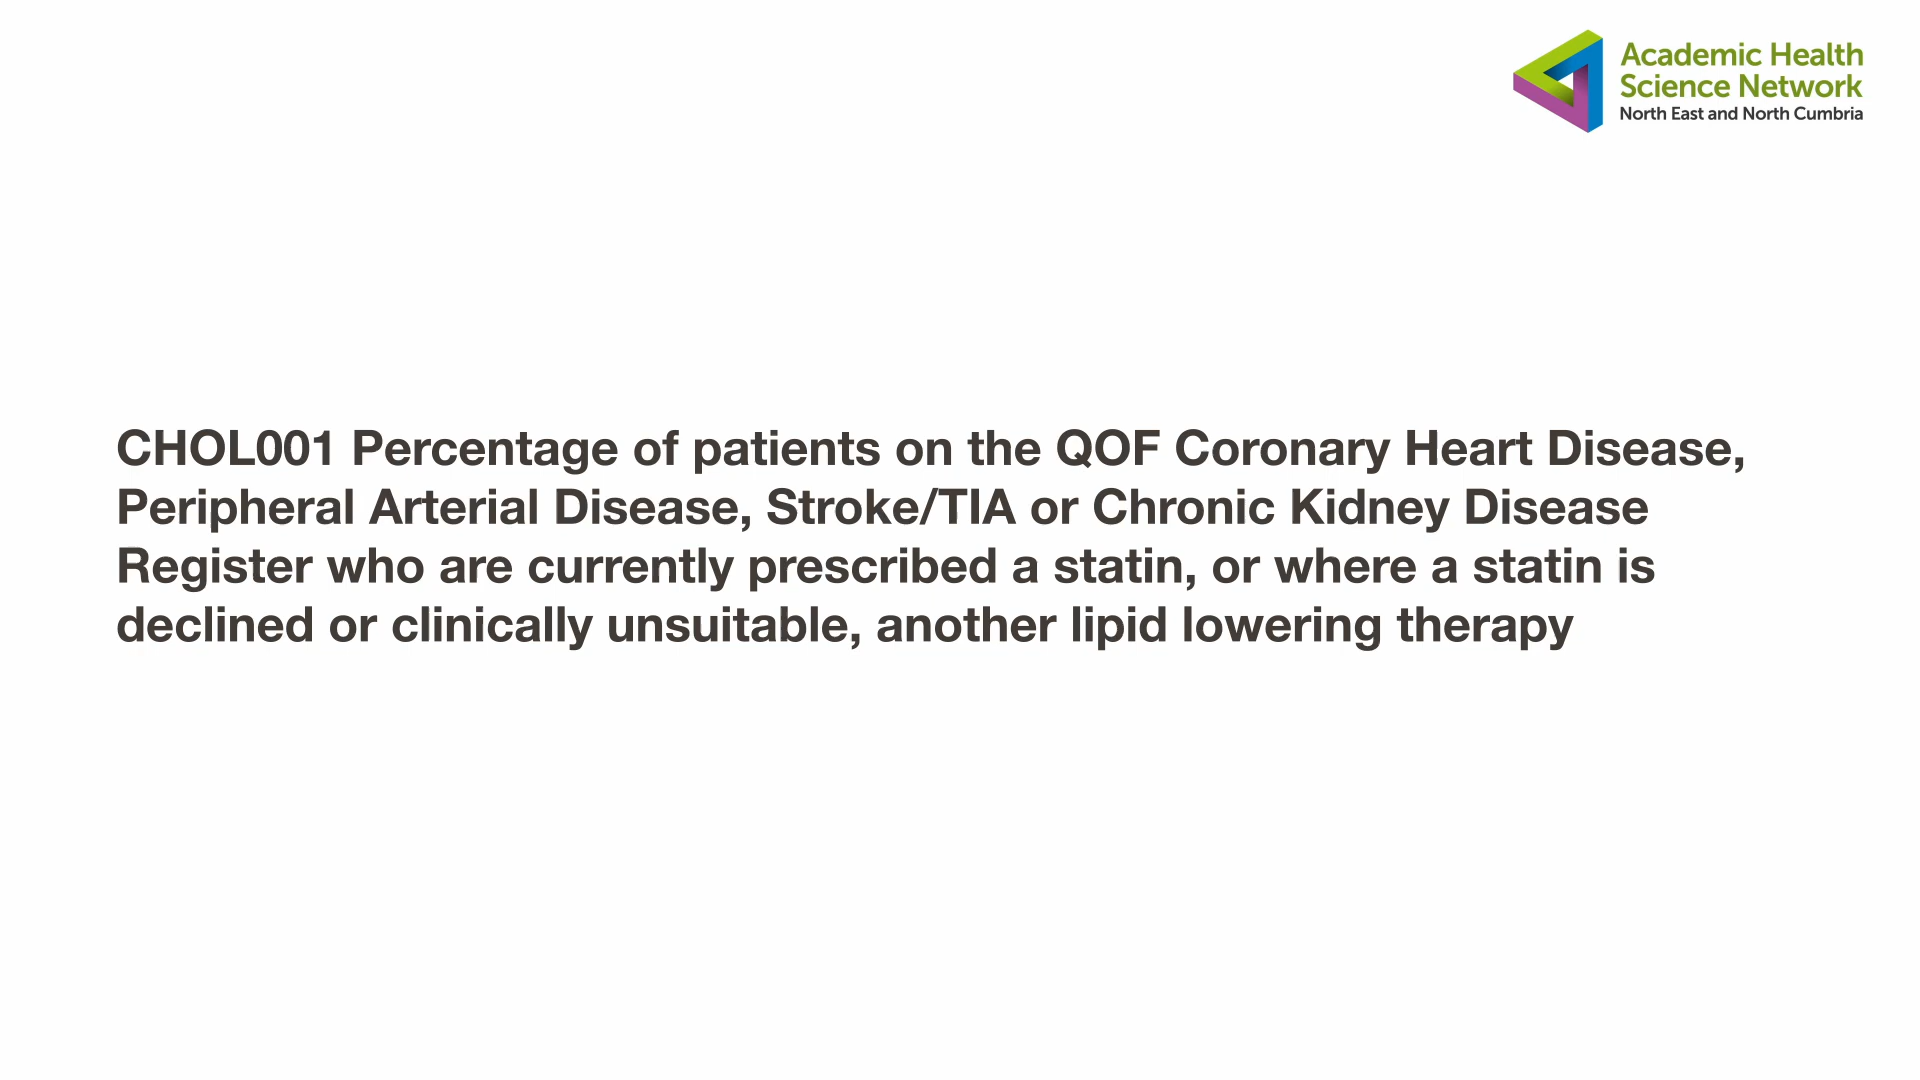 Academic Health
Science Network
North East and North Cumbria
CHOL001 Percentage of patients on the QOF Coronary Heart Disease,
Peripheral Arterial Disease, Stroke/TIA or Chronic Kidney Disease
Register who are currently prescribed a statin, or where a statin is
declined or clinically unsuitable, another lipid lowering therapy